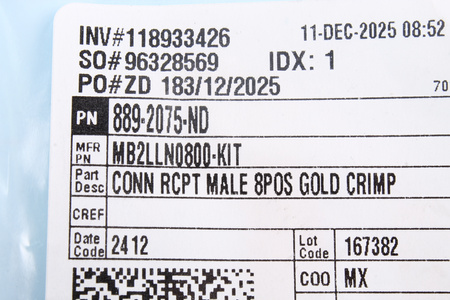 INV#118933426 11-DEC-2025 08:52
SO#96328569 IDX: 1
PO#ZD 183/12/2025
70
PN 889-2075-ND
MFR PN MB2LLN0800-KIT
Part Desc CONN RCPT MALE 8POS GOLD CRIMP
CREF
Date Code 2412 Lot Code 167382
COO MX